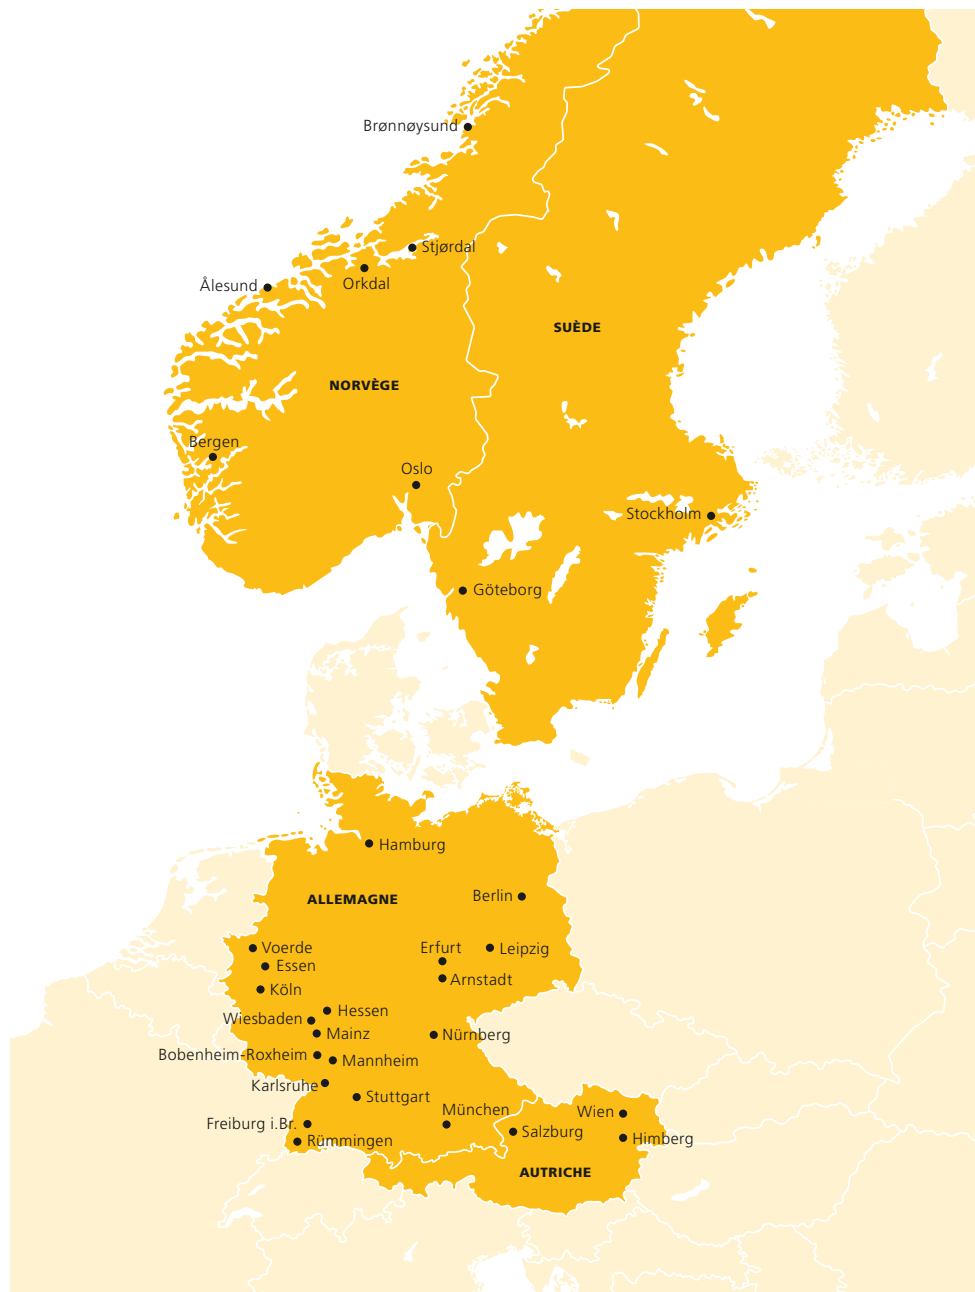 Brønnøysund
Stjørdal
Orkdal
Ålesund
SUÈDE
NORVÈGE
Bergen
Oslo
Stockholm
Göteborg
Hamburg
Berlin
ALLEMAGNE
Voerde
Erfurt
Leipzig
Essen
Arnstadt
Köln
Hessen
Wiesbaden
Mainz
Nürnberg
Bobenheim-Roxheim
Mannheim
Karlsruhe
Stuttgart
München
Wien
Freiburg i.Br.
Salzburg
Himberg
Rümmingen
AUTRICHE